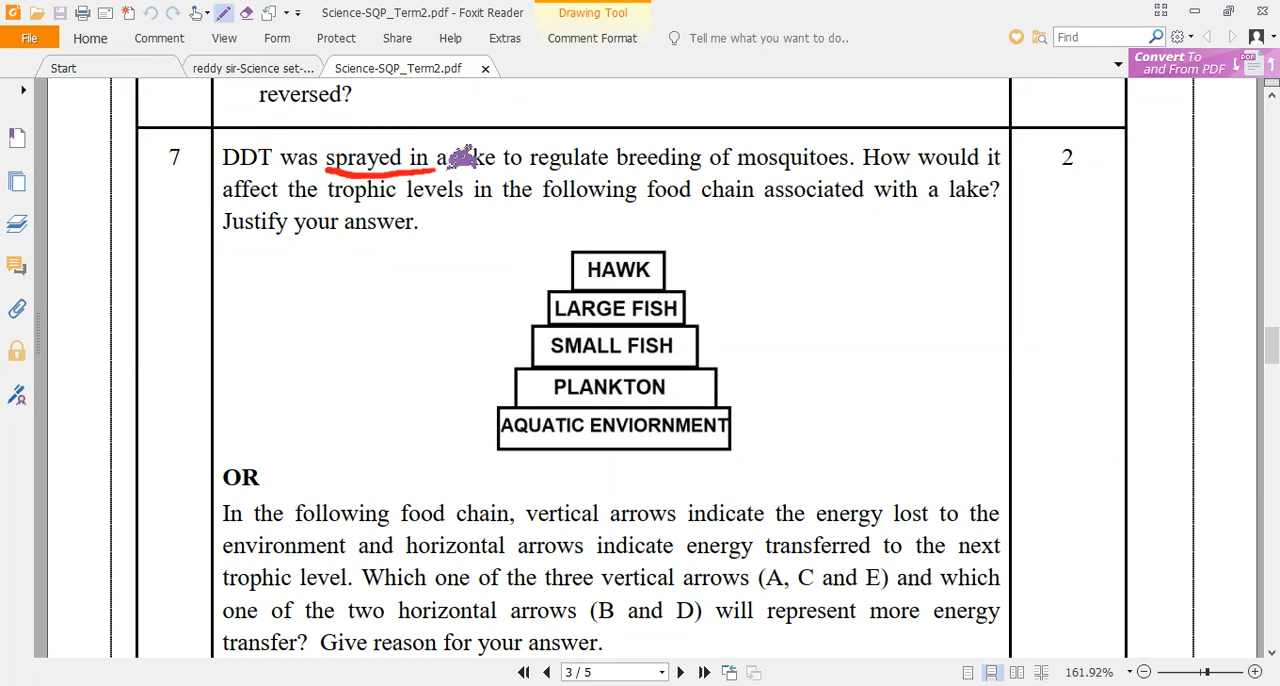 Science-SQP_Term2.pdf - Foxit Reader
Drawing Tool
File Home Comment View Form Protect Share Help Extras Comment Format Tell me what you want to do.. Find
Start reddy sir-Science set-... Science-SQP_Term2.pdf
Convert To
and From PDF
PDF
reversed?
7 DDT was sprayed in a to regulate breeding of mosquitoes. How would it 2
affect the trophic levels in the following food chain associated with a lake?
Justify your answer.
HAWK
LARGE FISH
SMALL FISH
PLANKTON
AQUATIC ENVIORNMENT
OR
In the following food chain, vertical arrows indicate the energy lost to the
environment and horizontal arrows indicate energy transferred to the next
trophic level. Which one of the three vertical arrows (A, C and E) and which
one of the two horizontal arrows (B and D) will represent more energy
transfer? Give reason for your answer.
3 / 5 161.92%